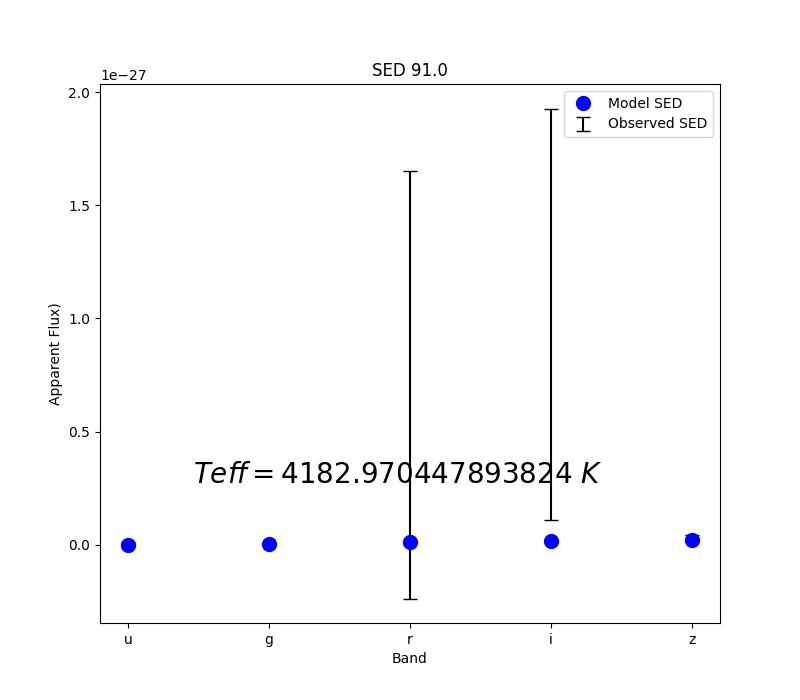 SED 91.0
1e−27
Model SED
Observed SED
2.0
1.5
1.0
0.5
0.0
Apparent Flux)
Teff = 4182.970447893824 K
u g r i z
Band